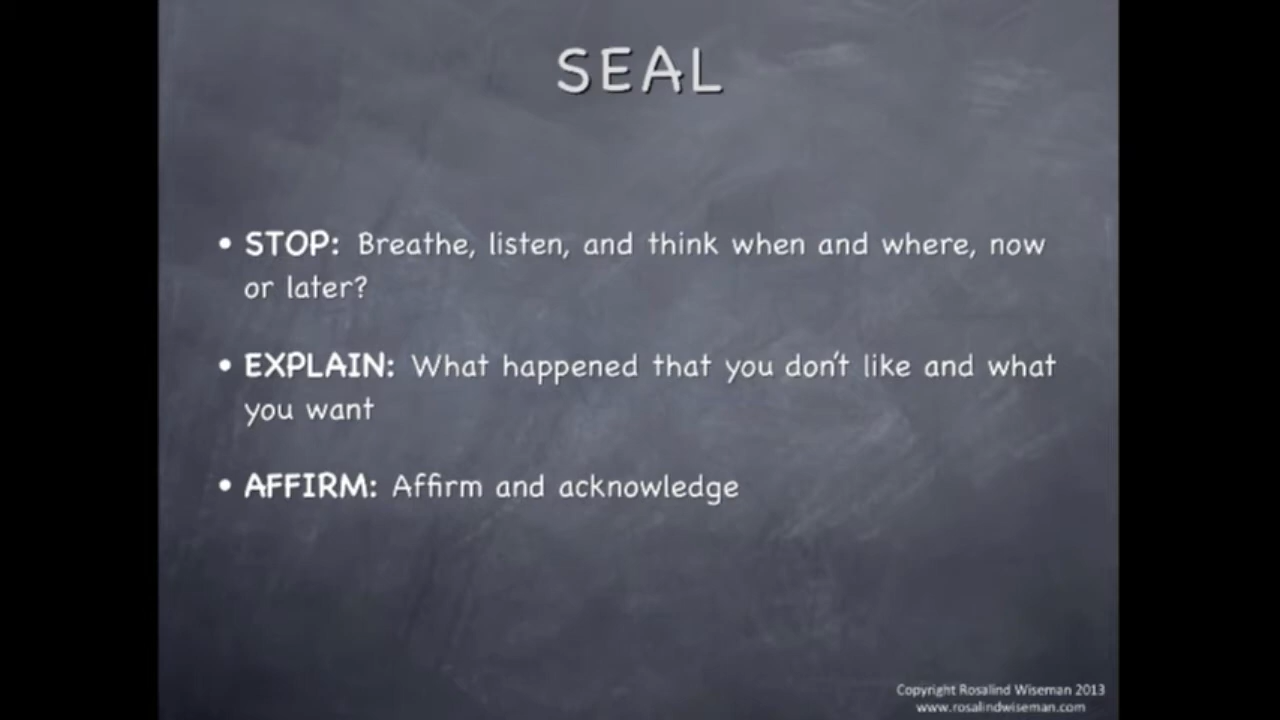 SEAL
• STOP: Breathe, listen, and think when and where, now
or later?
• EXPLAIN: What happened that you don't like and what
you want
• AFFIRM: Affirm and acknowledge
Copyright Rosalind Wiseman 2013
www.rosalindwiseman.com